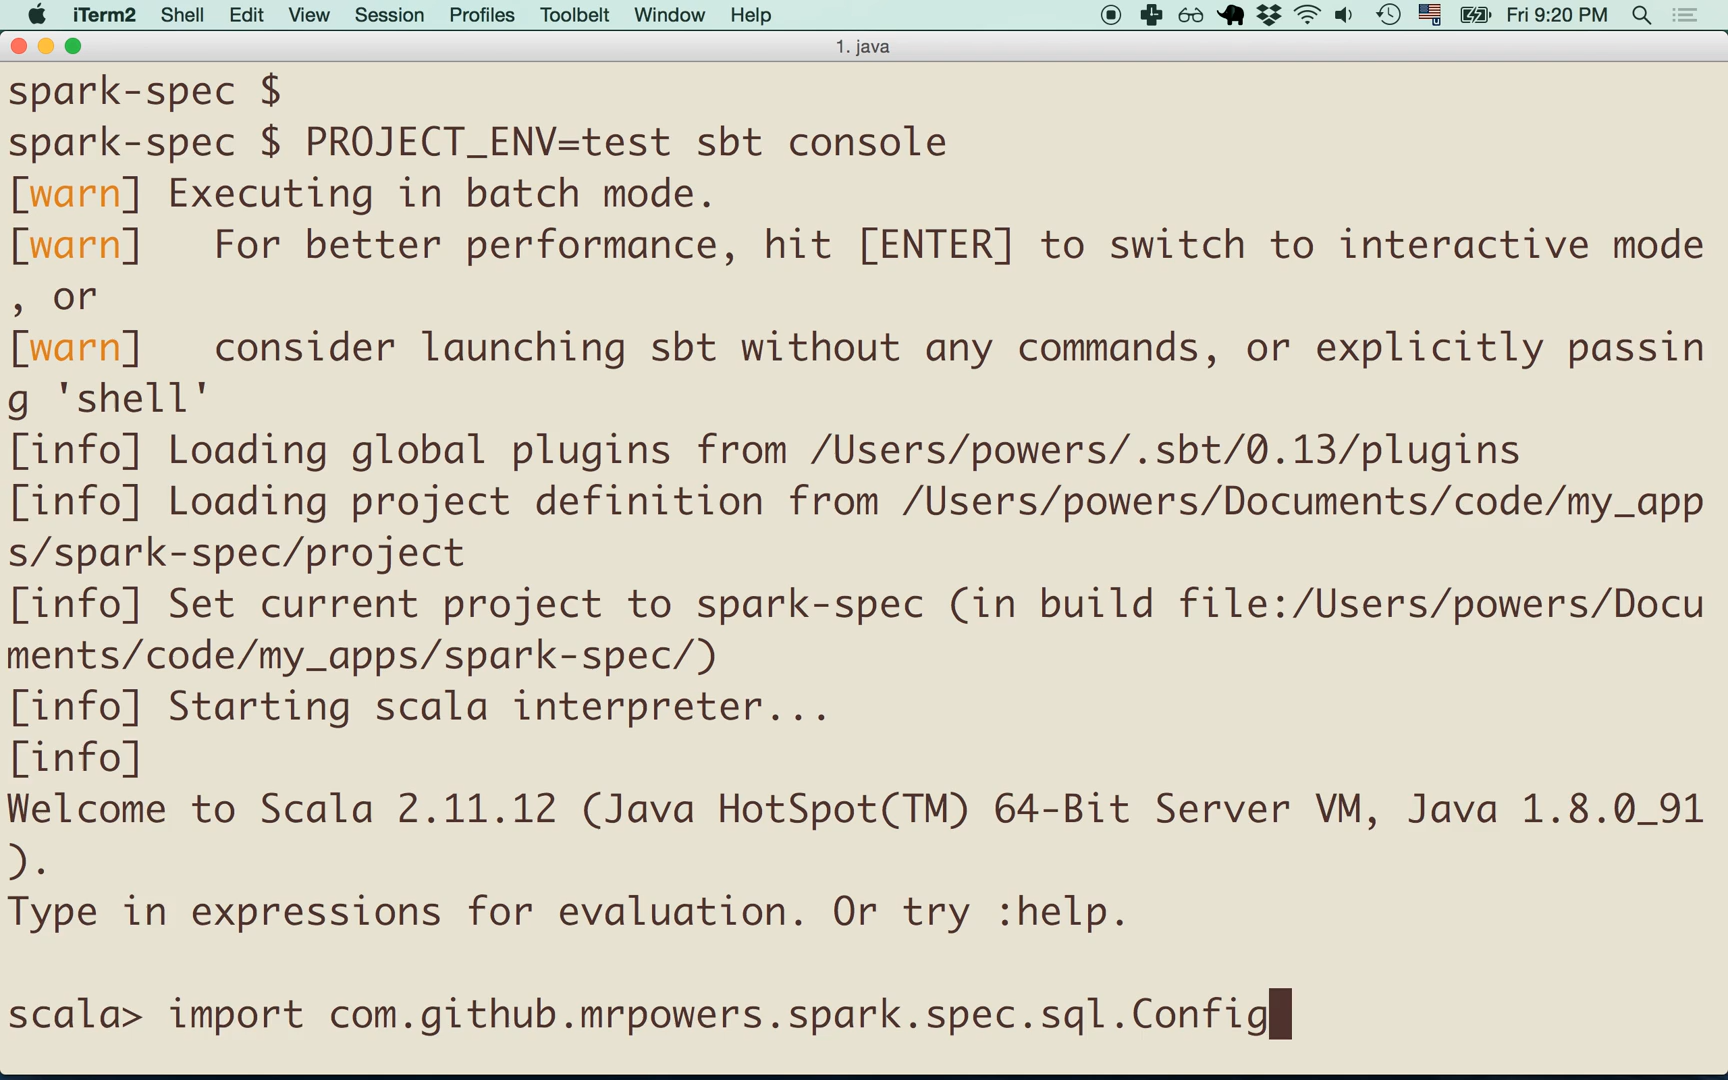 iTerm2 Shell Edit View Session Profiles Toolbelt Window Help Fri 9:20 PM
1. java
spark-spec $
spark-spec $ PROJECT_ENV=test sbt console
[warn] Executing in batch mode.
[warn]   For better performance, hit [ENTER] to switch to interactive mode
, or
[warn]   consider launching sbt without any commands, or explicitly passin
g 'shell'
[info] Loading global plugins from /Users/powers/.sbt/0.13/plugins
[info] Loading project definition from /Users/powers/Documents/code/my_app
s/spark-spec/project
[info] Set current project to spark-spec (in build file:/Users/powers/Docu
ments/code/my_apps/spark-spec/)
[info] Starting scala interpreter...
[info]
Welcome to Scala 2.11.12 (Java HotSpot(TM) 64-Bit Server VM, Java 1.8.0_91
).
Type in expressions for evaluation. Or try :help.
scala> import com.github.mrpowers.spark.spec.sql.Config